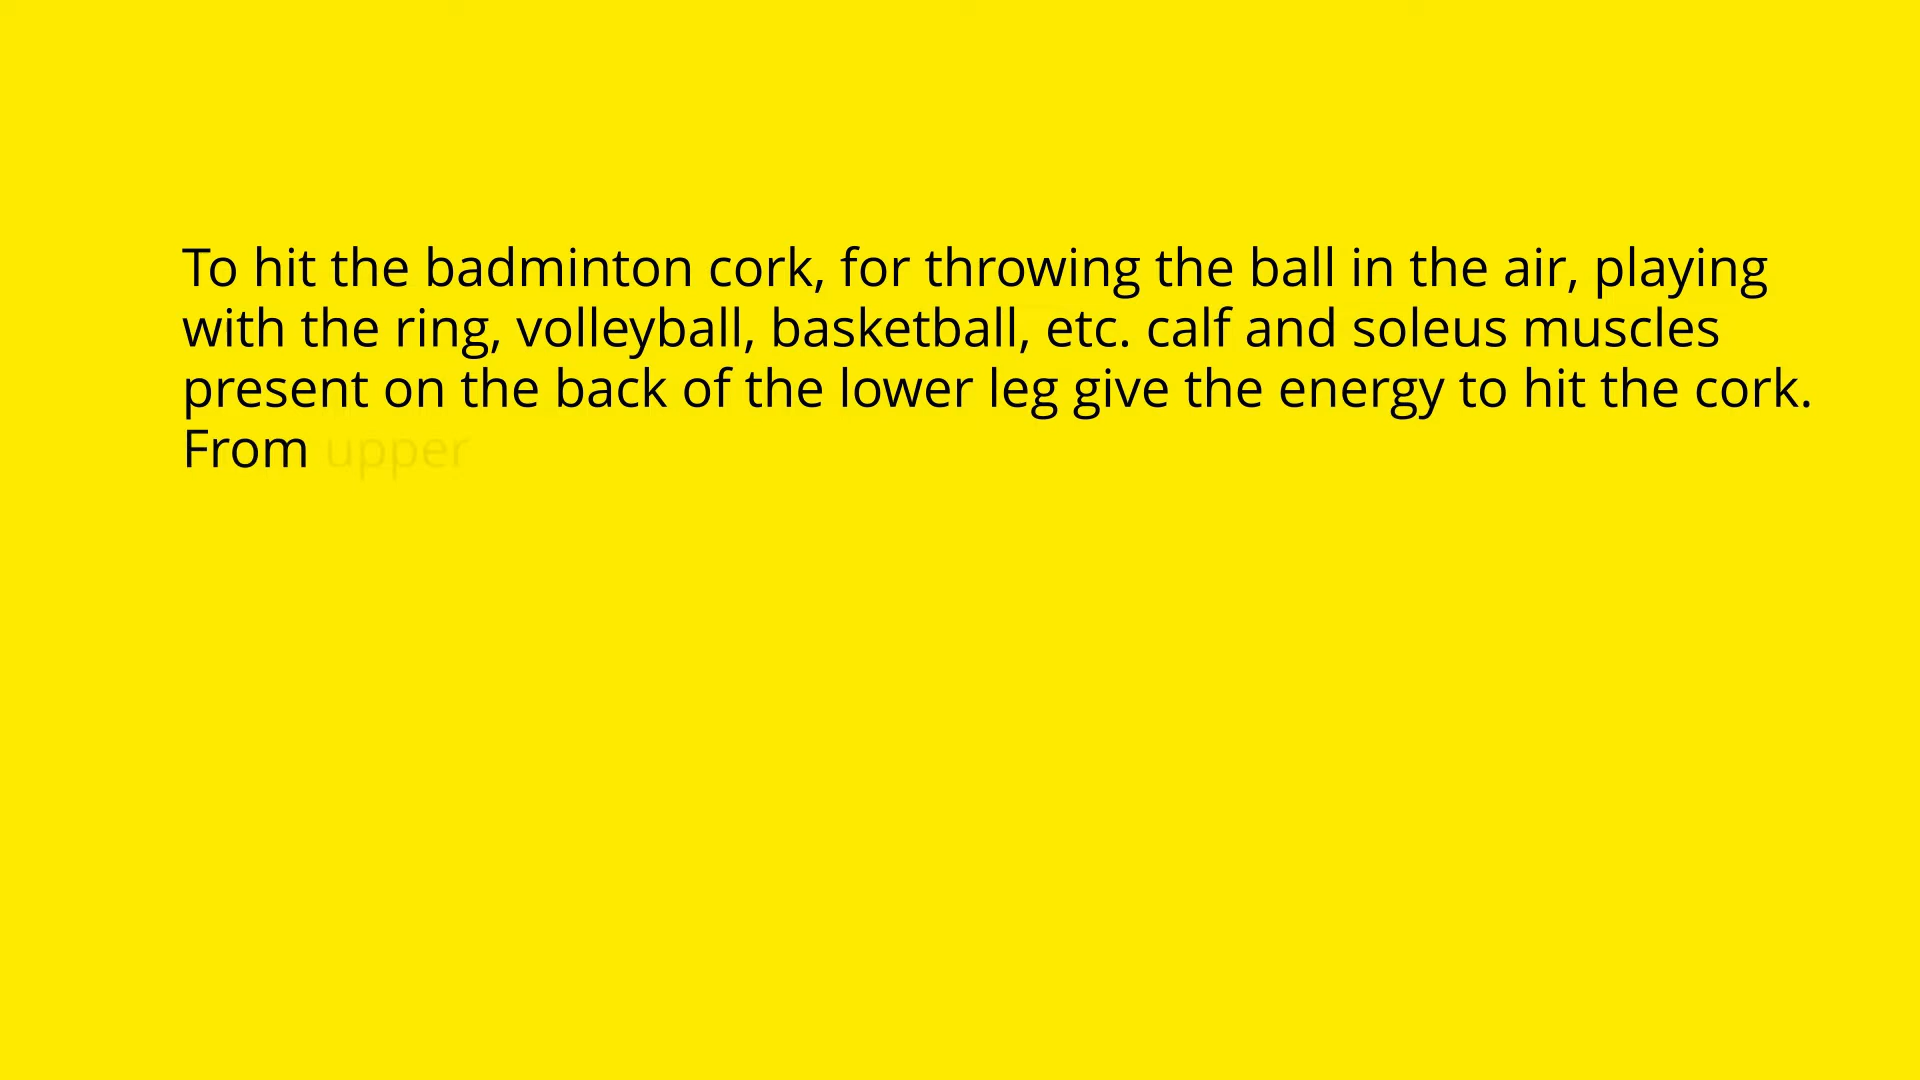 To hit the badminton cork, for throwing the ball in the air, playing
with the ring, volleyball, basketball, etc. calf and soleus muscles
present on the back of the lower leg give the energy to hit the cork.
From upper